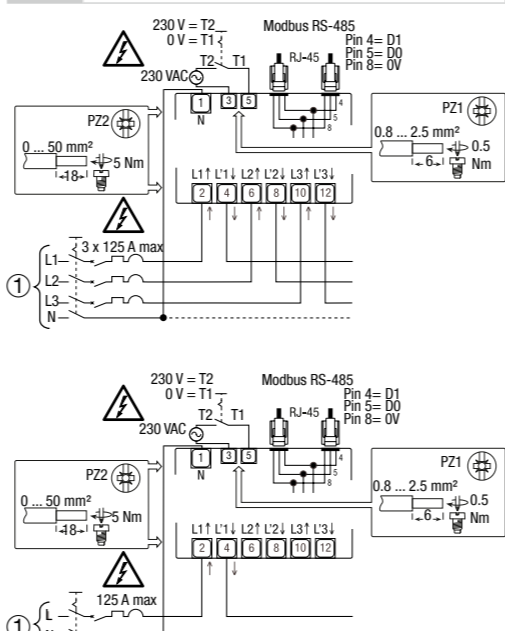 230 V = T2
0 V = T1
Modbus RS-485
Pin 4= D1
Pin 5= D0
Pin 8= 0V
RJ-45
T2 T1
230 VAC
1 3 5
N
4
5
8
PZ2
0 ... 50 mm²
5 Nm
18
PZ1
0.8 ... 2.5 mm²
0.5
6 Nm
L1↑ L'1↓ L2↑ L'2↓ L3↑ L'3↓
2 4 6 8 10 12
↑ ↓ ↑ ↓ ↑ ↓
3 x 125 A max
1
L1
L2
L3
N
230 V = T2
0 V = T1
Modbus RS-485
Pin 4= D1
Pin 5= D0
Pin 8= 0V
RJ-45
T2 T1
230 VAC
1 3 5
N
4
5
8
PZ2
0 ... 50 mm²
5 Nm
18
PZ1
0.8 ... 2.5 mm²
0.5
6 Nm
L1↑ L'1↓ L2↑ L'2↓ L3↑ L'3↓
2 4 6 8 10 12
↑ ↓
125 A max
1
L
N